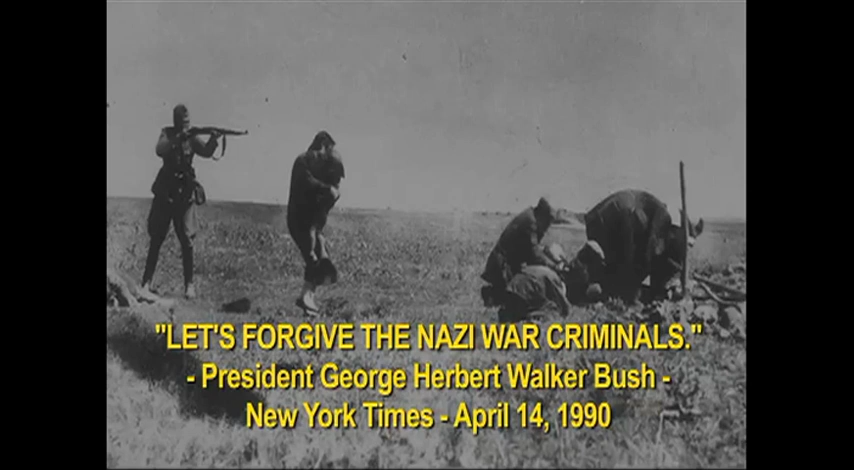 "LET'S FORGIVE THE NAZI WAR CRIMINALS."
- President George Herbert Walker Bush -
New York Times - April 14, 1990